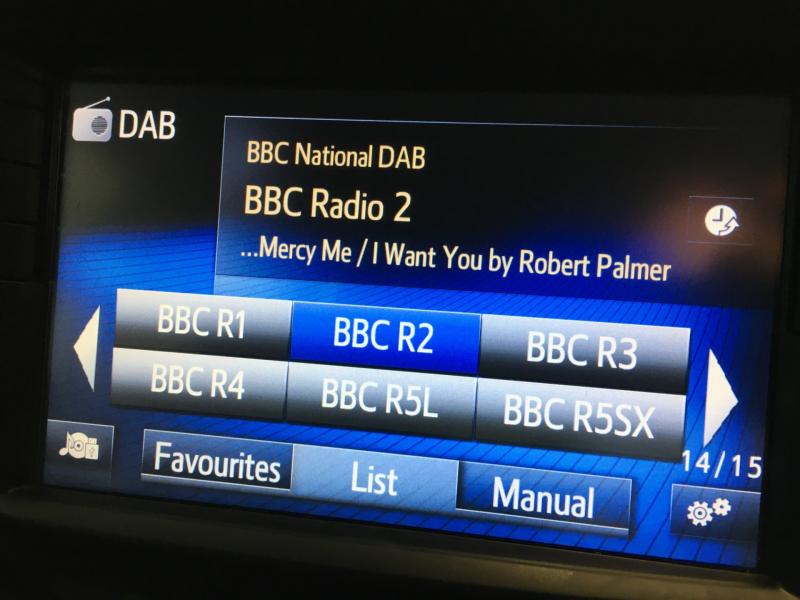 DAB
BBC National DAB
BBC Radio 2
...Mercy Me / I Want You by Robert Palmer
BBC R1 BBC R2 BBC R3
BBC R4 BBC R5L BBC R5SX
14/15
Favourites List Manual